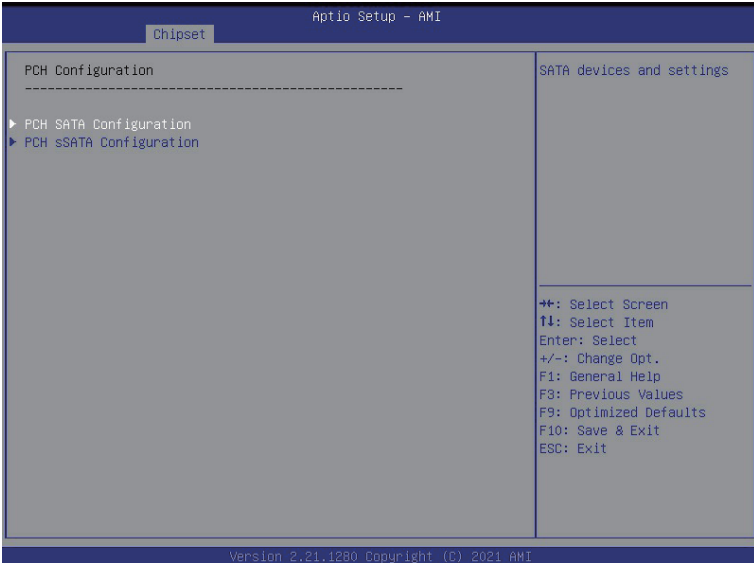 Aptio Setup – AMI
Chipset
PCH Configuration
------------------------------------------------
SATA devices and settings
▶ PCH SATA Configuration
▶ PCH sSATA Configuration
→←: Select Screen
↑↓: Select Item
Enter: Select
+/-: Change Opt.
F1: General Help
F3: Previous Values
F9: Optimized Defaults
F10: Save & Exit
ESC: Exit
Version 2.21.1280 Copyright (C) 2021 AMI